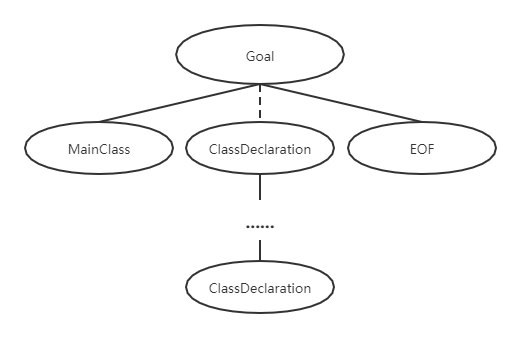 Goal
MainClass
ClassDeclaration
EOF
......
ClassDeclaration